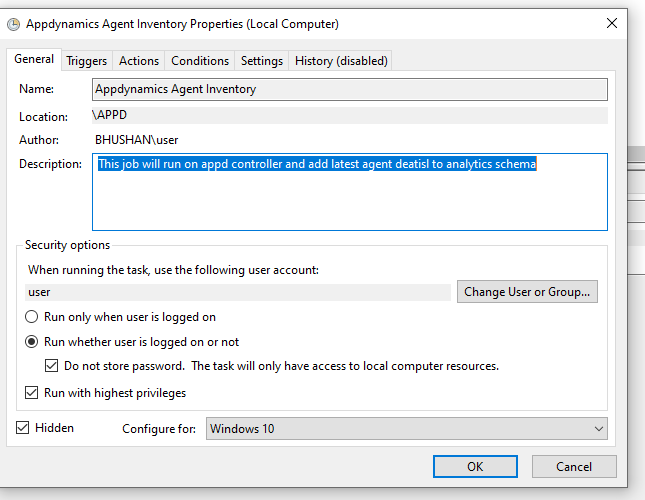 Appdynamics Agent Inventory Properties (Local Computer)
General Triggers Actions Conditions Settings History (disabled)
Name: Appdynamics Agent Inventory
Location: \APPD
Author: BHUSHAN\user
Description: This job will run on appd controller and add latest agent deatisl to analytics schema
Security options
When running the task, use the following user account:
user Change User or Group...
Run only when user is logged on
Run whether user is logged on or not
Do not store password. The task will only have access to local computer resources.
Run with highest privileges
Hidden Configure for: Windows 10
OK Cancel